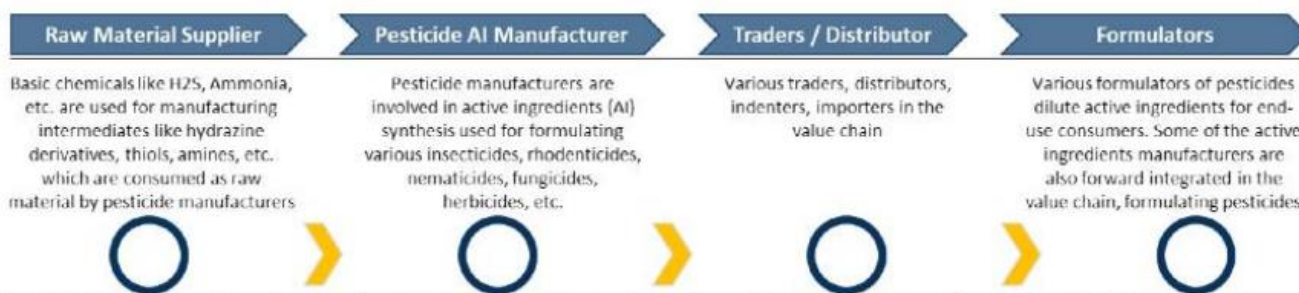 Raw Material Supplier
Pesticide AI Manufacturer
Traders / Distributor
Formulators
Basic chemicals like H2S, Ammonia,
etc. are used for manufacturing
intermediates like hydrazine
derivatives, thiols, amines, etc.
which are consumed as raw
material by pesticide manufacturers
Pesticide manufacturers are
involved in active ingredients (AI)
synthesis used for formulating
various insecticides, rhodenticides,
nematicides, fungicides,
herbicides, etc.
Various traders, distributors,
indenters, importers in the
value chain
Various formulators of pesticides
dilute active ingredients for end-
use consumers. Some of the active
ingredients manufacturers are
also forward integrated in the
value chain, formulating pesticides